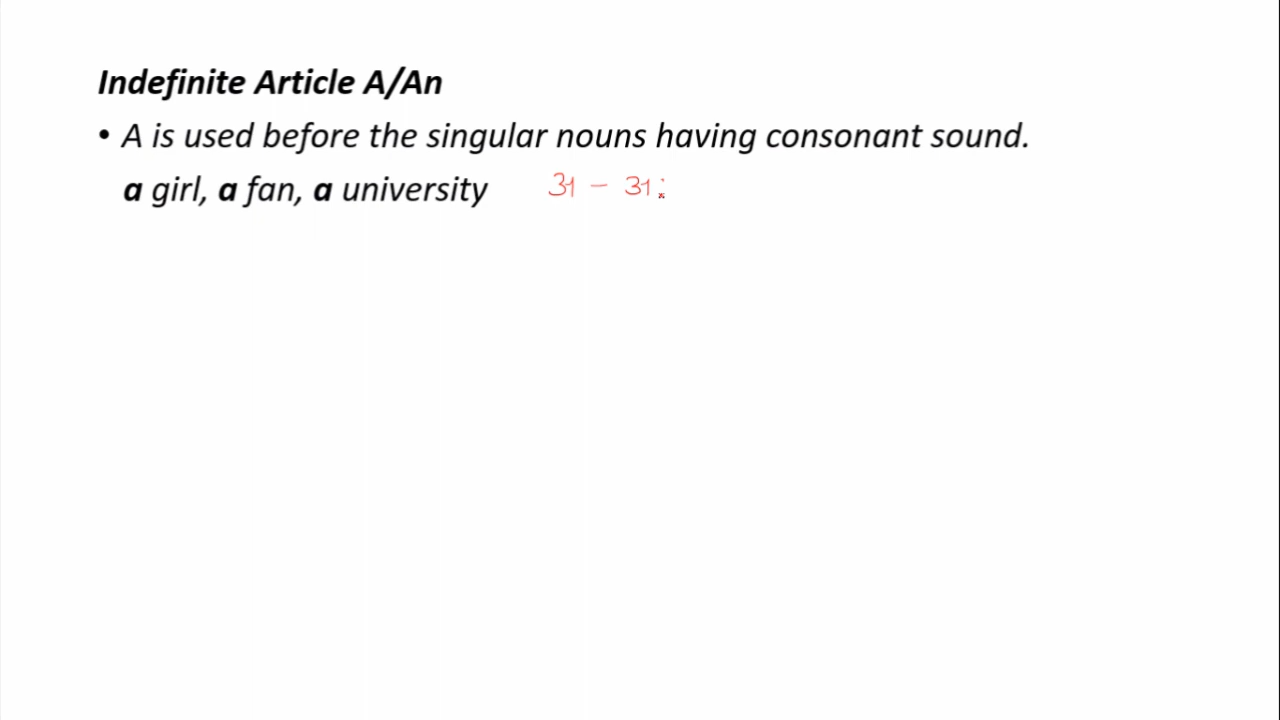 Indefinite Article A/An
• A is used before the singular nouns having consonant sound.
a girl, a fan, a university अ – अः